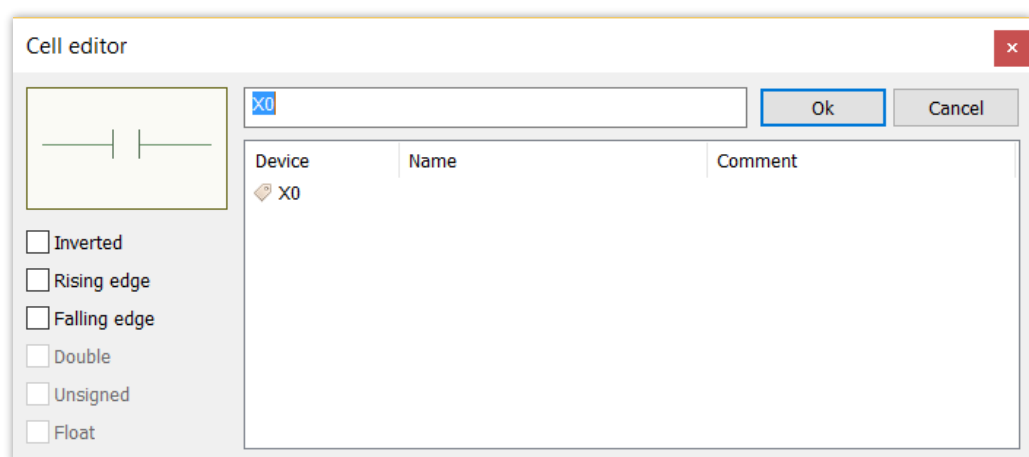 Cell editor
X0
Ok
Cancel
Device Name Comment
X0
Inverted
Rising edge
Falling edge
Double
Unsigned
Float